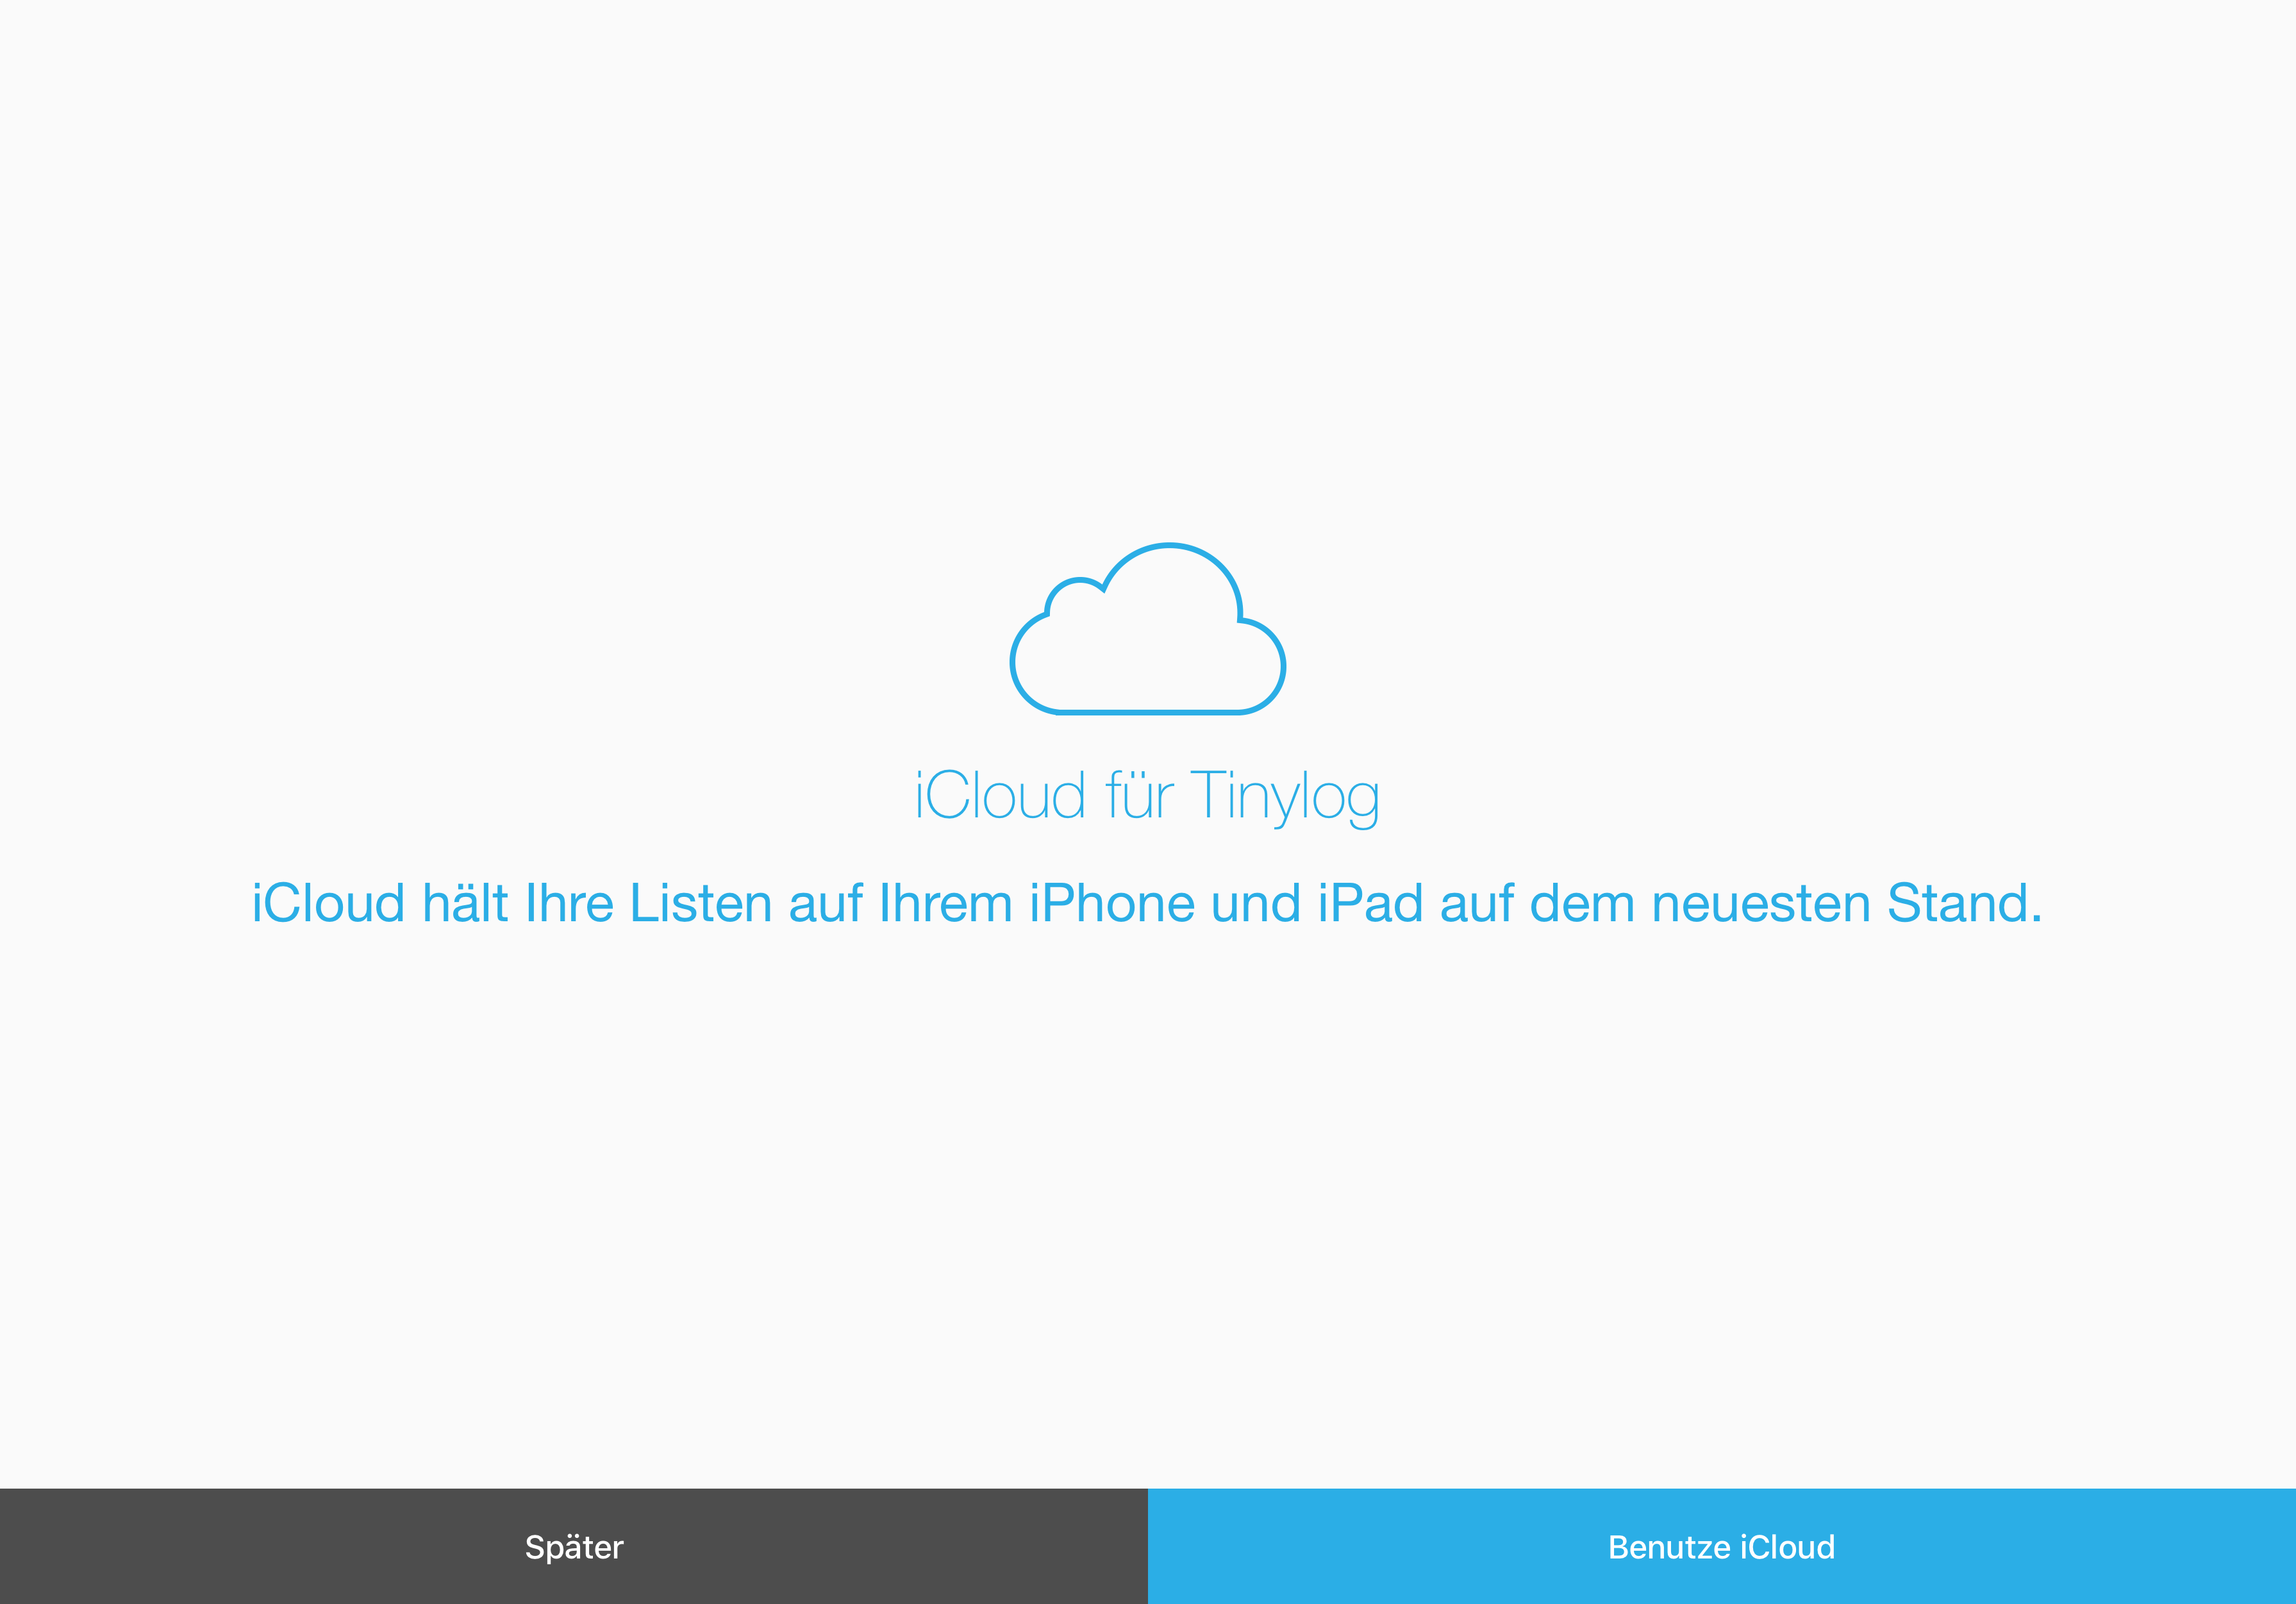 iCloud für Tinylog
iCloud hält Ihre Listen auf Ihrem iPhone und iPad auf dem neuesten Stand.
Später
Benutze iCloud